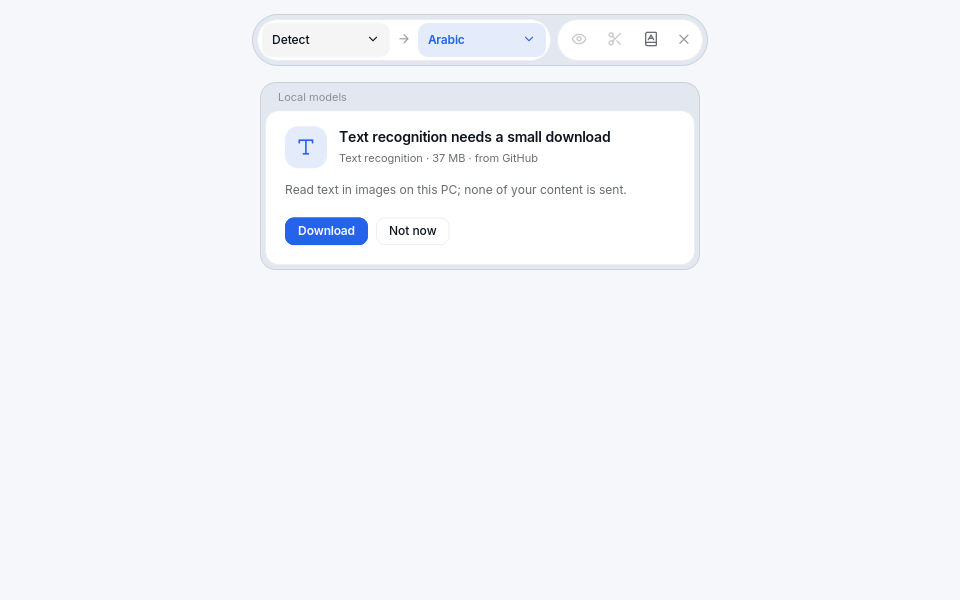 Detect
Arabic
Local models
Text recognition needs a small download
Text recognition · 37 MB · from GitHub
Read text in images on this PC; none of your content is sent.
Download
Not now